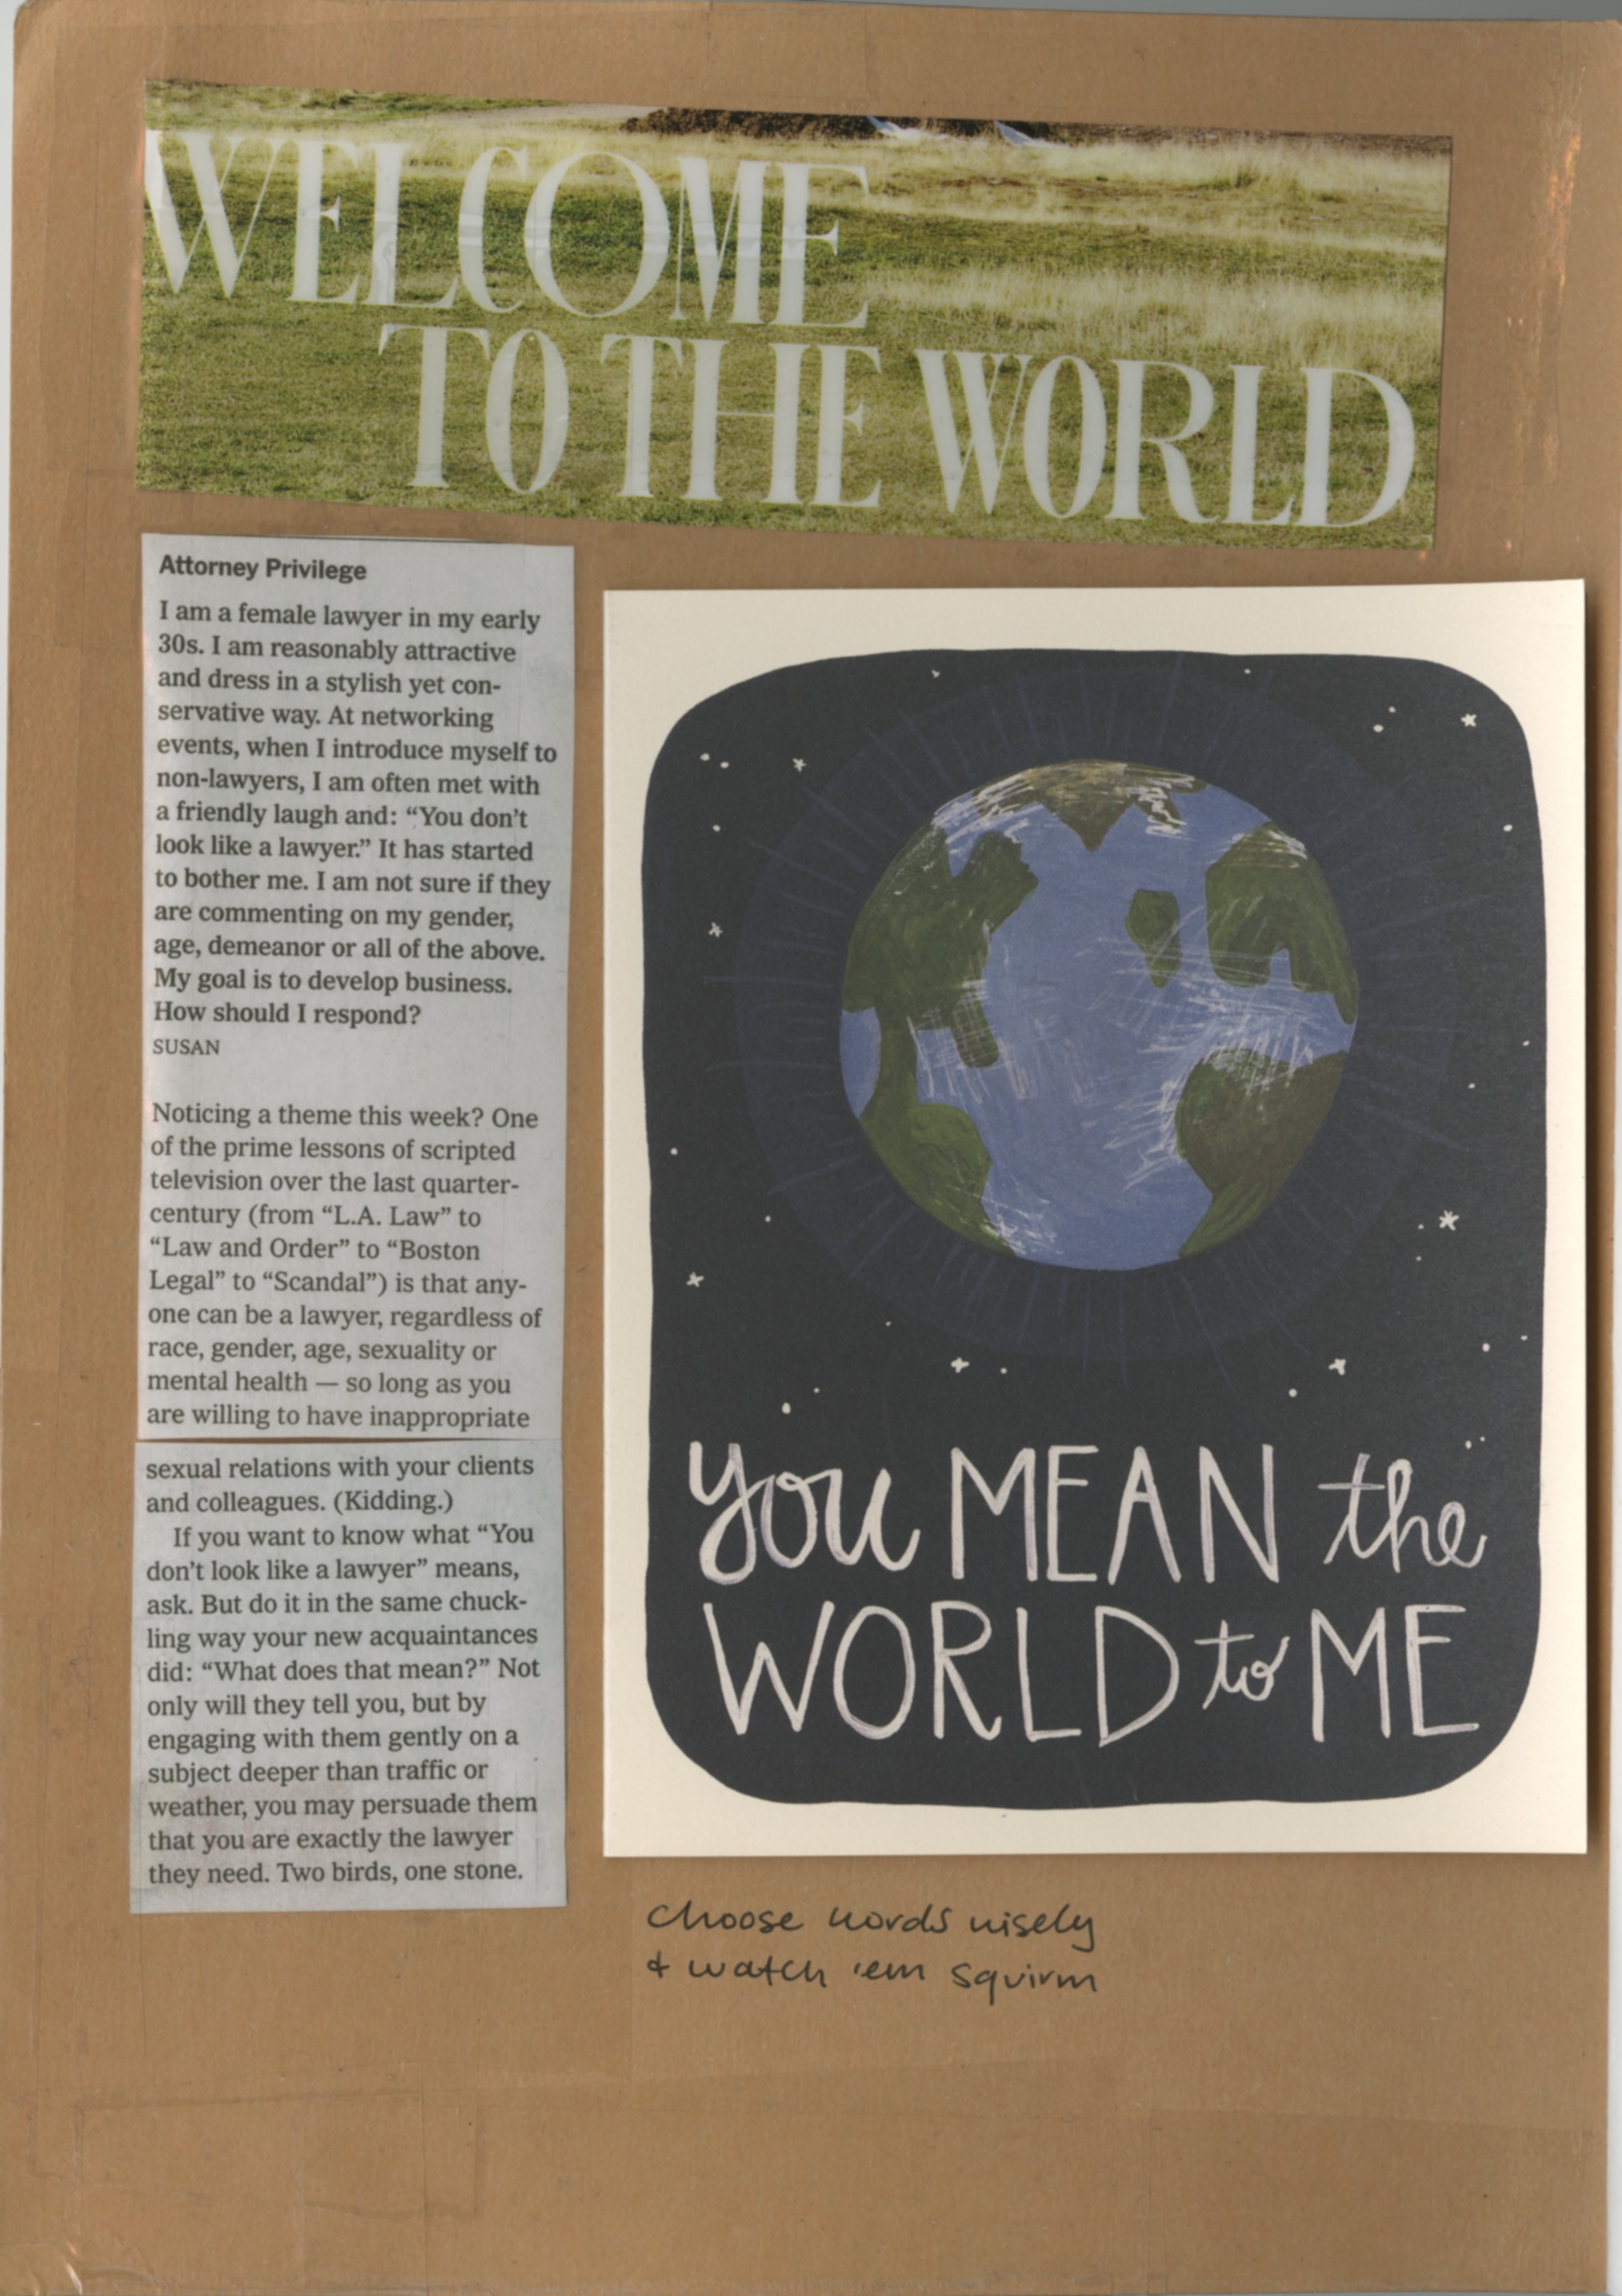 WELCOME
TO THE WORLD
Attorney Privilege
I am a female lawyer in my early
30s. I am reasonably attractive
and dress in a stylish yet con-
servative way. At networking
events, when I introduce myself to
non-lawyers, I am often met with
a friendly laugh and: “You don’t
look like a lawyer.” It has started
to bother me. I am not sure if they
are commenting on my gender,
age, demeanor or all of the above.
My goal is to develop business.
How should I respond?
SUSAN
Noticing a theme this week? One
of the prime lessons of scripted
television over the last quarter-
century (from “L.A. Law” to
“Law and Order” to “Boston
Legal” to “Scandal”) is that any-
one can be a lawyer, regardless of
race, gender, age, sexuality or
mental health — so long as you
are willing to have inappropriate
sexual relations with your clients
and colleagues. (Kidding.)
If you want to know what “You
don’t look like a lawyer” means,
ask. But do it in the same chuck-
ling way your new acquaintances
did: “What does that mean?” Not
only will they tell you, but by
engaging with them gently on a
subject deeper than traffic or
weather, you may persuade them
that you are exactly the lawyer
they need. Two birds, one stone.
you MEAN the
WORLD to ME
choose words wisely
& watch 'em squirm